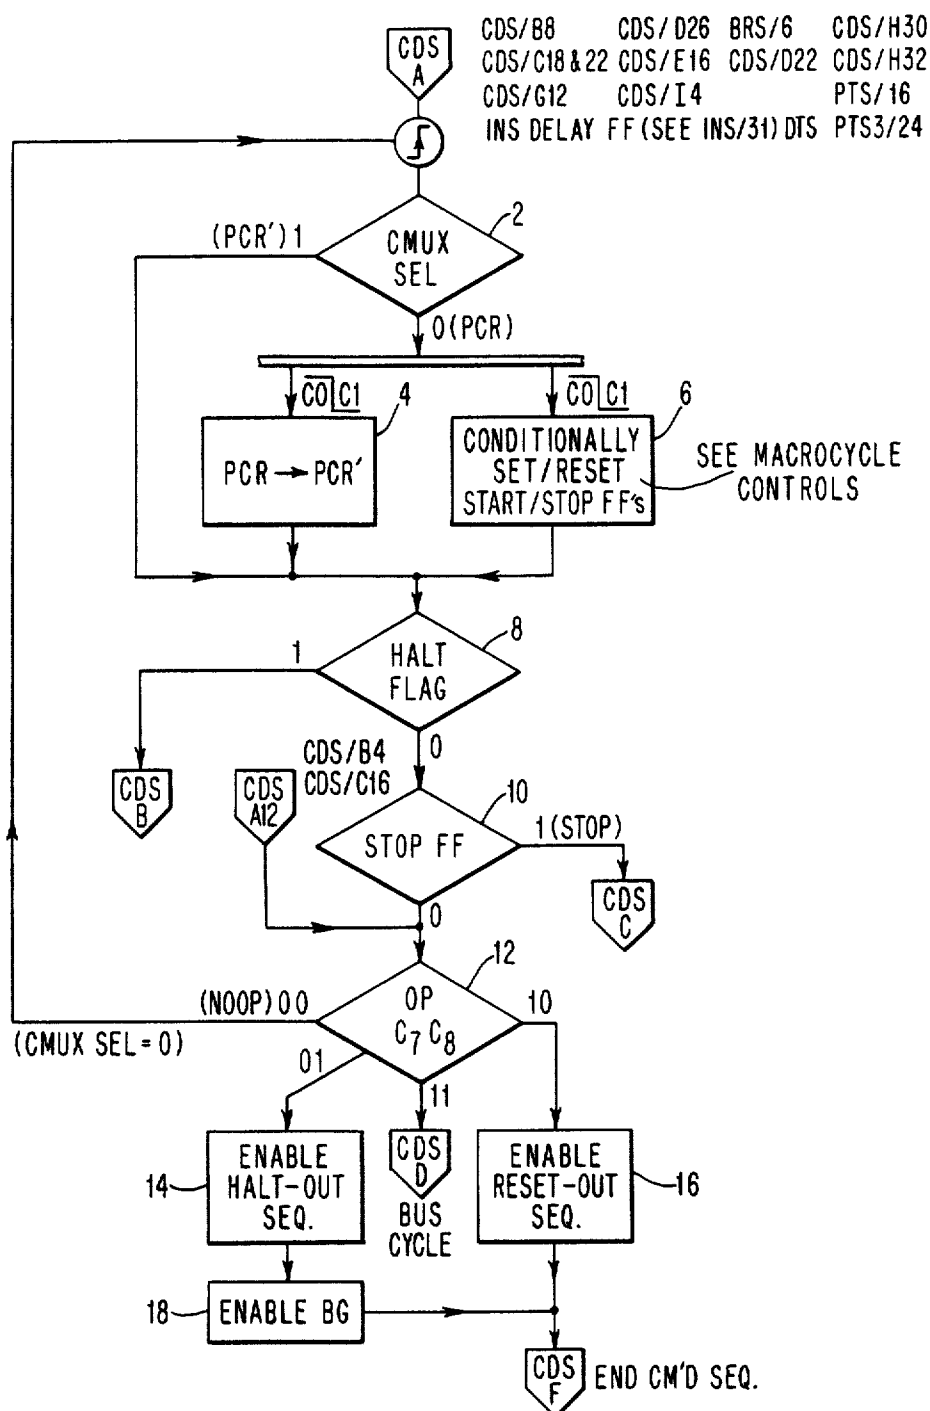 CDS/B8 CDS/D26 BRS/6 CDS/H30
CDS/C18&22 CDS/E16 CDS/D22 CDS/H32
CDS/G12 CDS/I4 PTS/16
INS DELAY FF (SEE INS/31) DTS PTS3/24
CDS
A
2
(PCR') 1
CMUX
SEL
0(PCR)
C0 C1
4
C0 C1
6
PCR → PCR'
CONDITIONALLY
SET/RESET
START/STOP FF's
SEE MACROCYCLE
CONTROLS
8
1
HALT
FLAG
0
CDS
B
CDS/B4
CDS/C16
CDS
A12
10
STOP FF
1(STOP)
CDS
C
0
12
(NOOP) 00
OP
C7 C8
10
(CMUX SEL=0)
01
11
14
ENABLE
HALT-OUT
SEQ.
CDS
D
BUS
CYCLE
ENABLE
RESET-OUT
SEQ.
16
18
ENABLE BG
CDS
F
END CM'D SEQ.